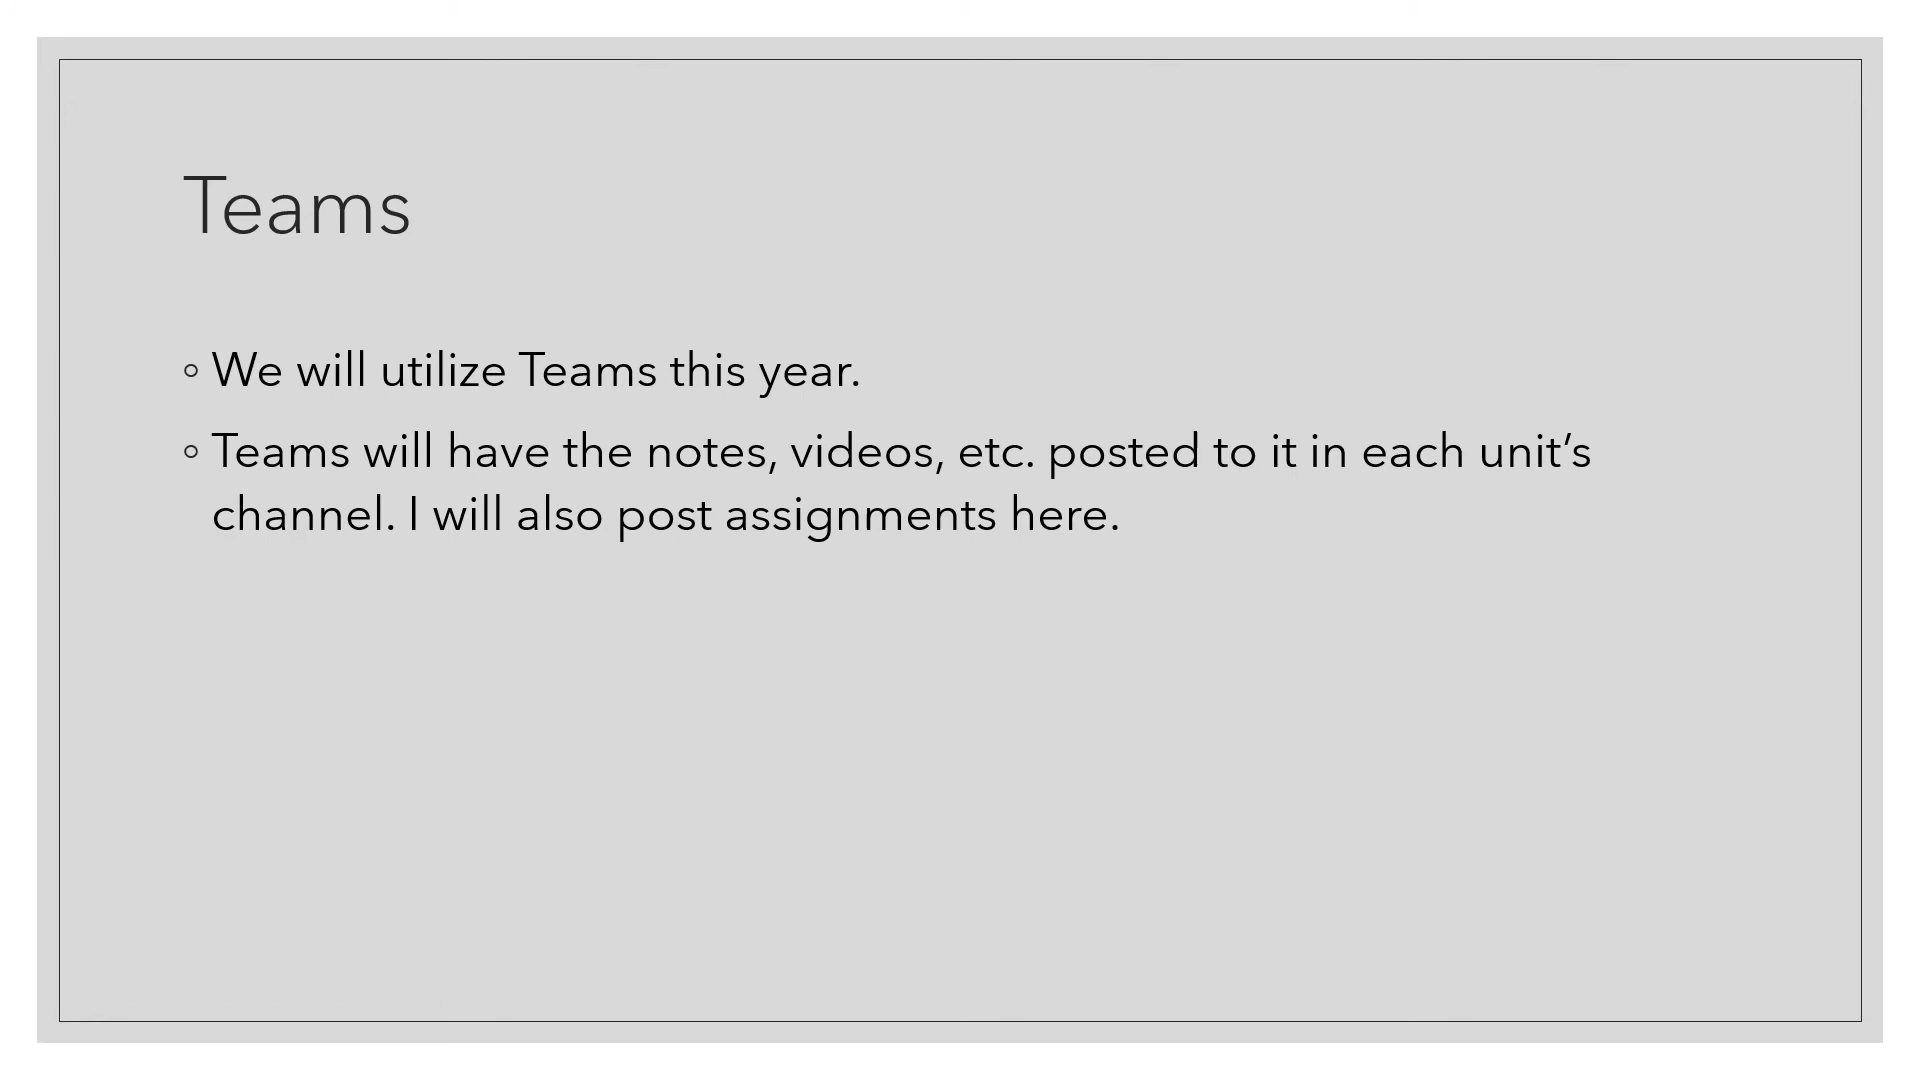 Teams
◦ We will utilize Teams this year.
◦ Teams will have the notes, videos, etc. posted to it in each unit’s
channel. I will also post assignments here.